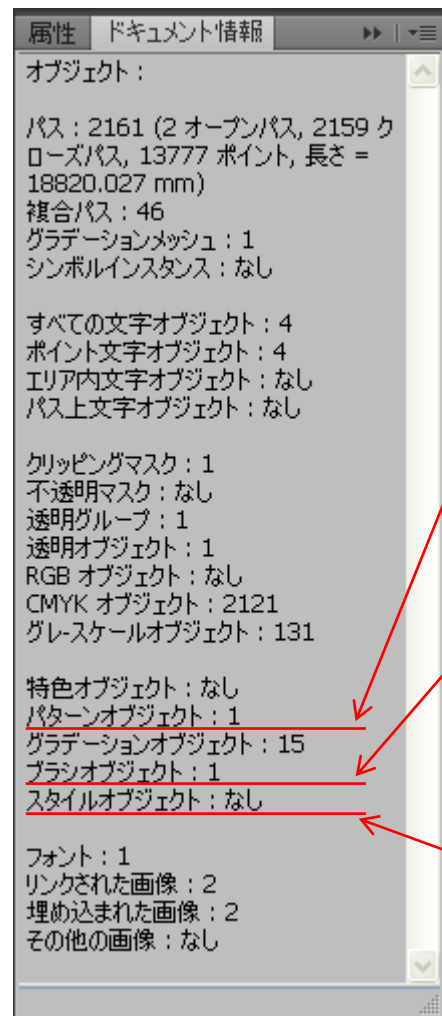 属性 ドキュメント情報
オブジェクト :
パス : 2161 (2 オープンパス, 2159 ク
ローズパス, 13777 ポイント, 長さ =
18820.027 mm)
複合パス : 46
グラデーションメッシュ : 1
シンボルインスタンス : なし
すべての文字オブジェクト : 4
ポイント文字オブジェクト : 4
エリア内文字オブジェクト : なし
パス上文字オブジェクト : なし
クリッピングマスク : 1
不透明マスク : なし
透明グループ : 1
透明オブジェクト : 1
RGB オブジェクト : なし
CMYK オブジェクト : 2121
グレースケールオブジェクト : 131
特色オブジェクト : なし
パターンオブジェクト : 1
グラデーションオブジェクト : 15
ブラシオブジェクト : 1
スタイルオブジェクト : なし
フォント : 1
リンクされた画像 : 2
埋め込まれた画像 : 2
その他の画像 : なし